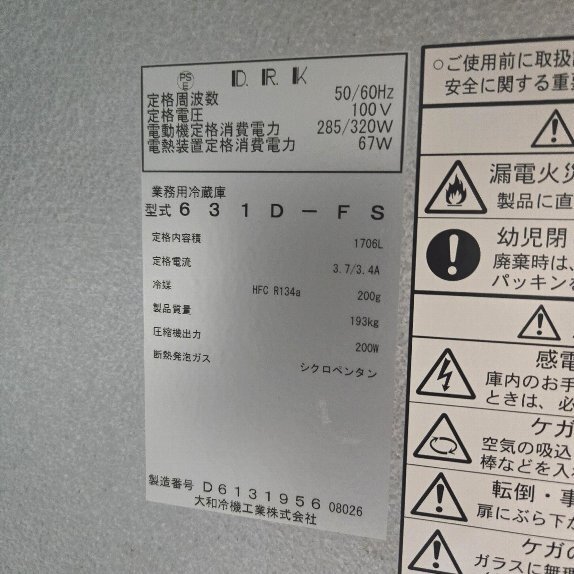 PS
E
D.R.K
定格周波数 50/60Hz
定格電圧 100V
電動機定格消費電力 285/320W
電熱装置定格消費電力 67W
業務用冷蔵庫
型式 631D-FS
定格内容積 1706L
定格電流 3.7/3.4A
冷媒 HFC R134a 200g
製品質量 193kg
圧縮機出力 200W
断熱発泡ガス シクロペンタン
製造番号 D6131956 08026
大和冷機工業株式会社
○ご使用前に取扱
安全に関する重
漏電火
製品に直
幼児閉
廃棄時は、
パッキン
感電
庫内のお手
ときは、必
ケガ
空気の吸込
棒などを入
転倒・事
扉にぶら下
ケガの
ガラスに無理